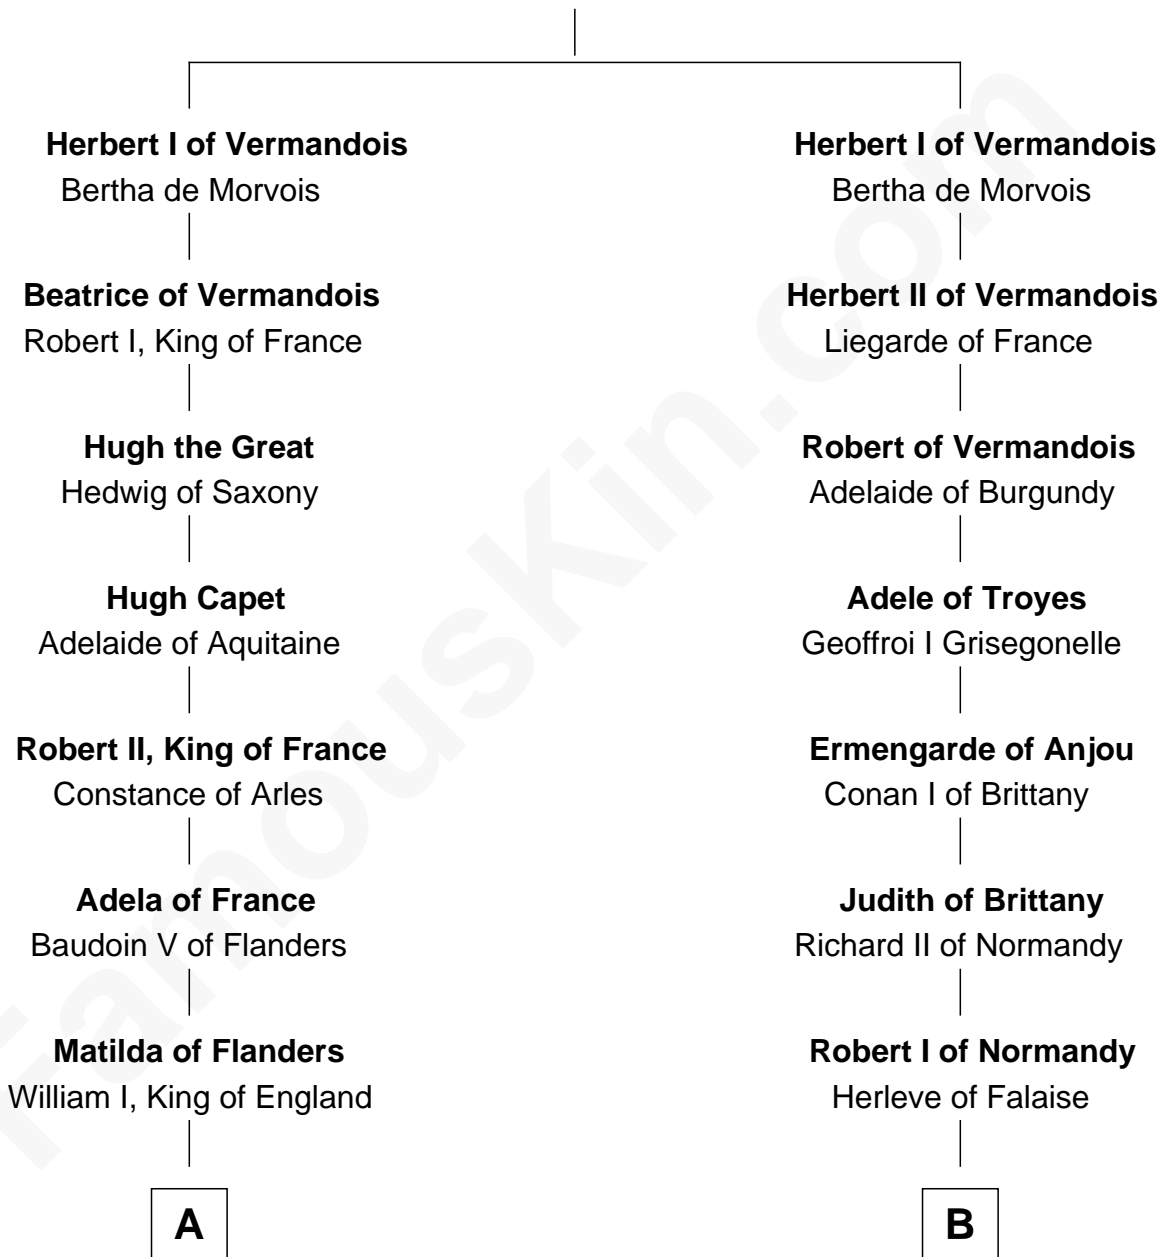 Herbert I of Vermandois
Bertha de Morvois
Beatrice of Vermandois
Robert I, King of France
Hugh the Great
Hedwig of Saxony
Hugh Capet
Adelaide of Aquitaine
Robert II, King of France
Constance of Arles
Adela of France
Baudoin V of Flanders
Matilda of Flanders
William I, King of England
A
Herbert I of Vermandois
Bertha de Morvois
Herbert II of Vermandois
Liegarde of France
Robert of Vermandois
Adelaide of Burgundy
Adele of Troyes
Geoffroi I Grisegonelle
Ermengarde of Anjou
Conan I of Brittany
Judith of Brittany
Richard II of Normandy
Robert I of Normandy
Herleve of Falaise
B
FamousKin.com